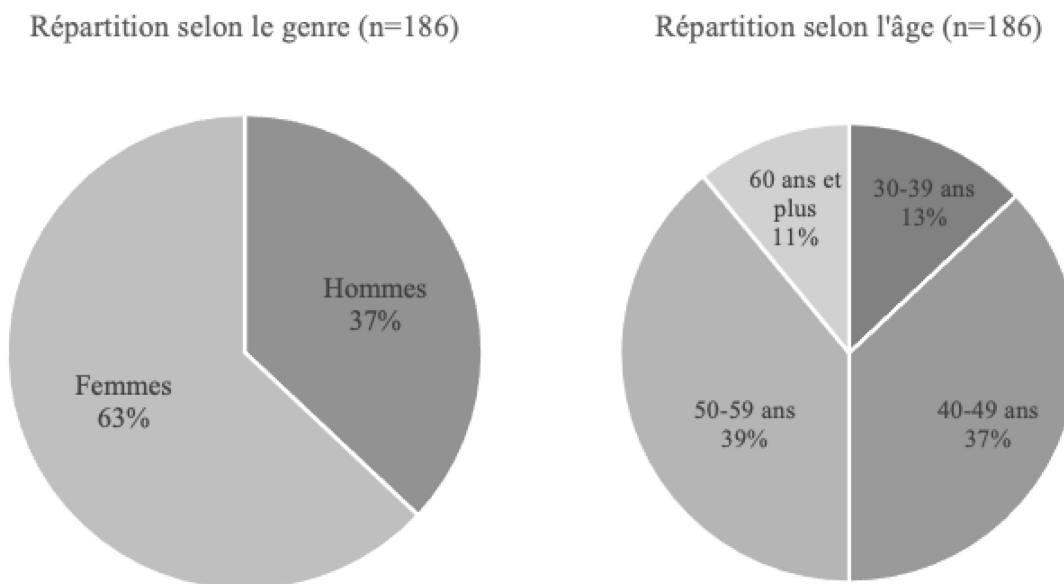 Répartition selon le genre (n=186)
Hommes
37%
Femmes
63%
Répartition selon l'âge (n=186)
60 ans et
plus
11%
30-39 ans
13%
50-59 ans
39%
40-49 ans
37%